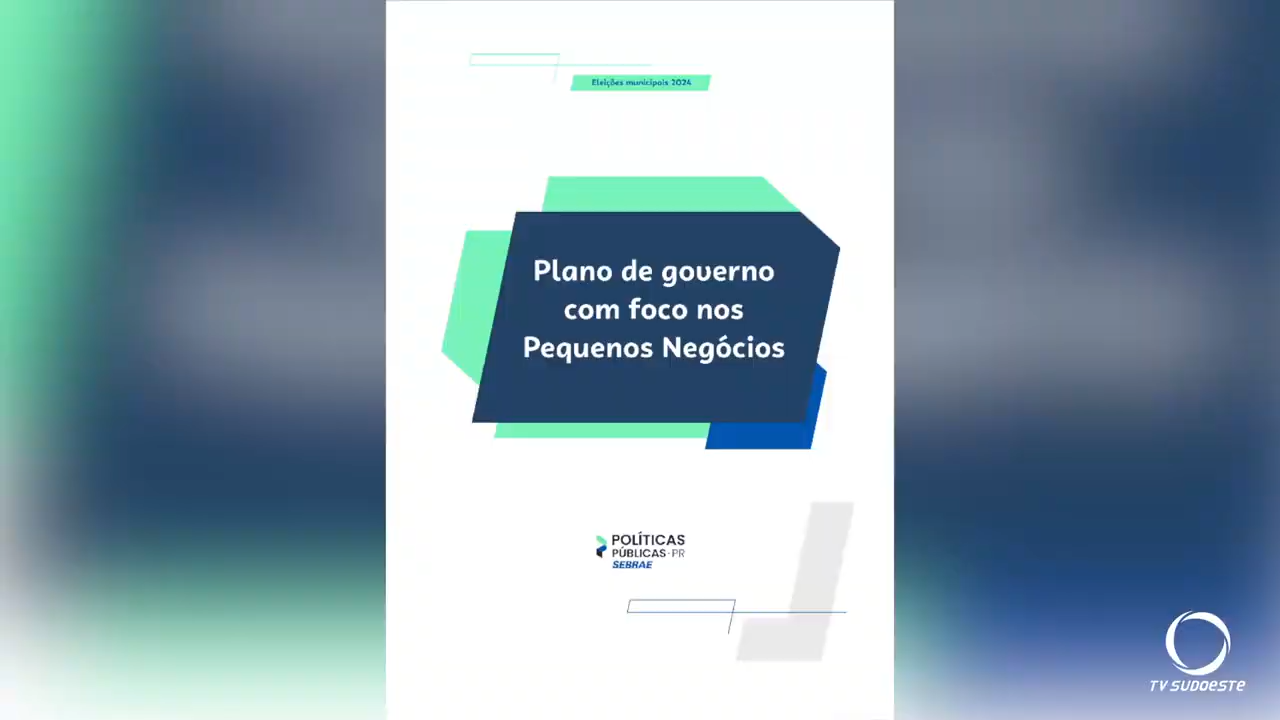 Eleições municipais 2024
Plano de governo
com foco nos
Pequenos Negócios
POLÍTICAS
PÚBLICAS·PR
SEBRAE
TV SUDOESTE